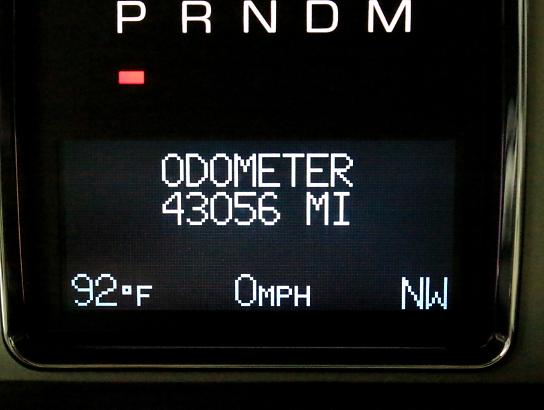 P R N D M
ODOMETER
43056 MI
92°F 0MPH NW